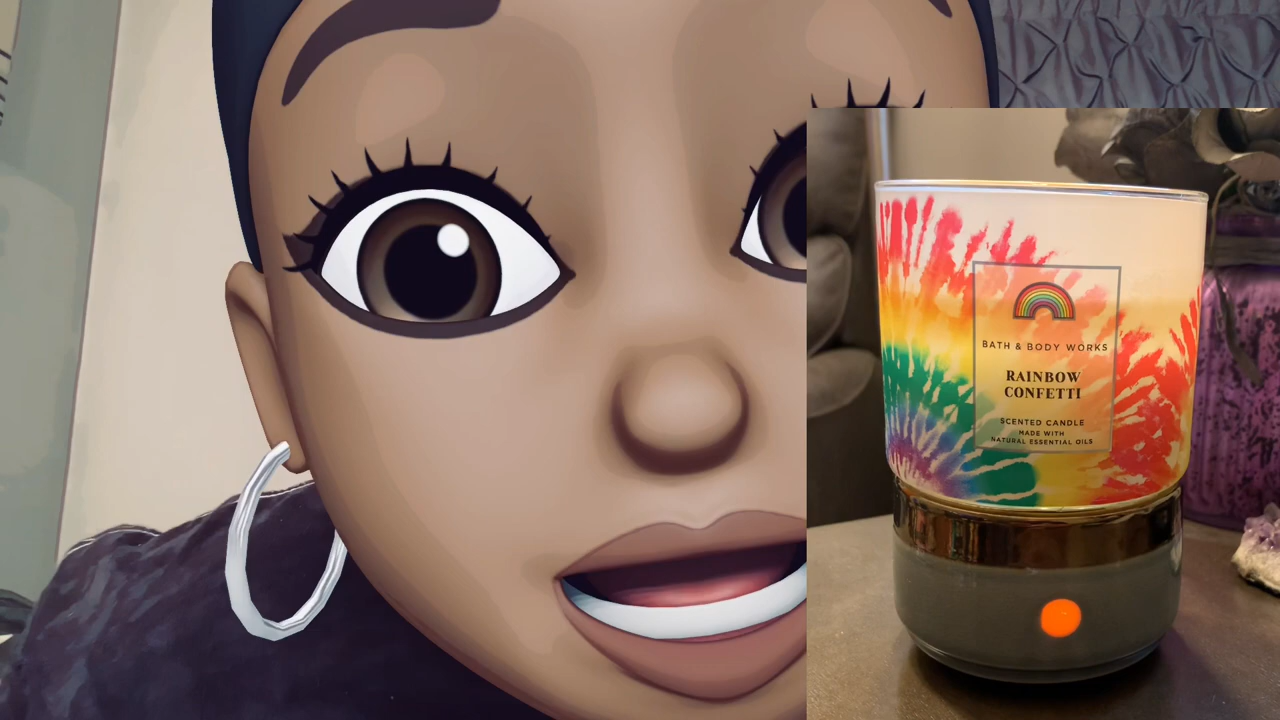 BATH & BODY WORKS
RAINBOW
CONFETTI
SCENTED CANDLE
MADE WITH
NATURAL ESSENTIAL OILS